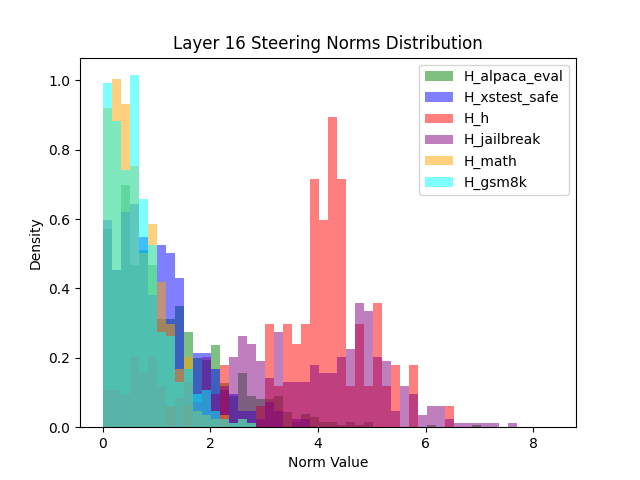 Layer 16 Steering Norms Distribution
1.0
0.8
0.6
0.4
0.2
0.0
Density
H_alpaca_eval
H_xstest_safe
H_h
H_jailbreak
H_math
H_gsm8k
0 2 4 6 8
Norm Value